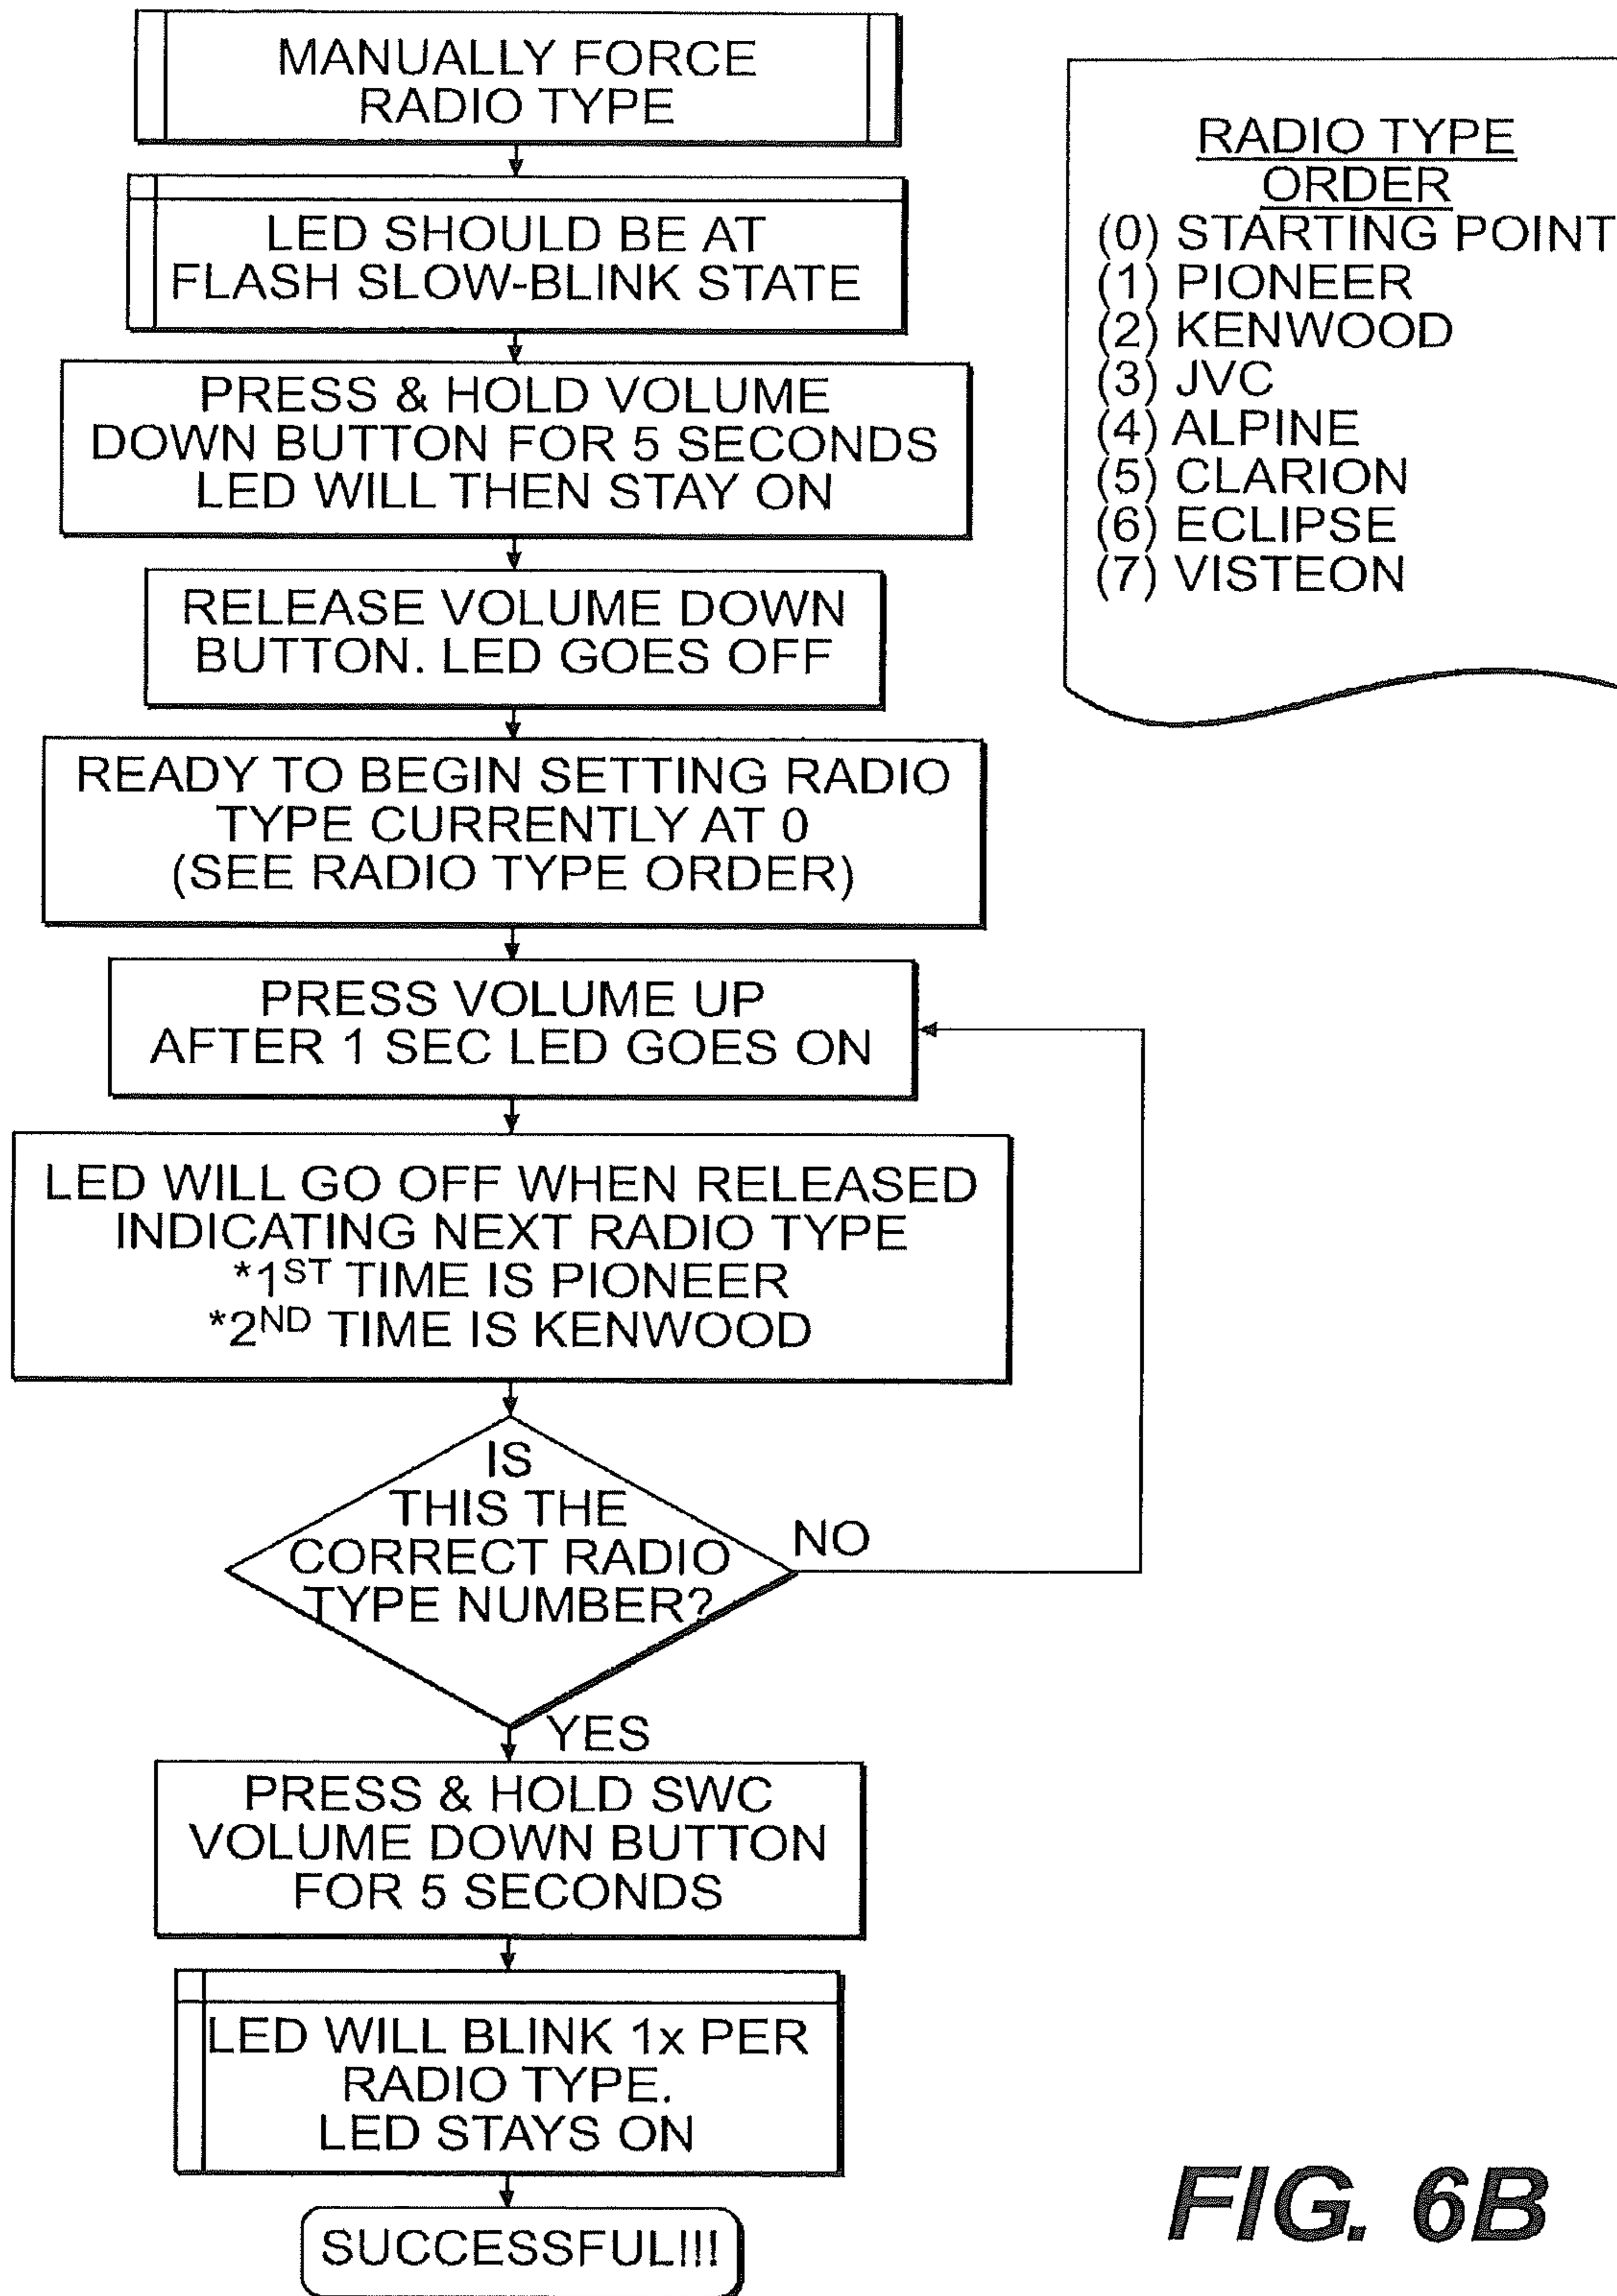 MANUALLY FORCE
RADIO TYPE
LED SHOULD BE AT
FLASH SLOW-BLINK STATE
PRESS & HOLD VOLUME
DOWN BUTTON FOR 5 SECONDS
LED WILL THEN STAY ON
RELEASE VOLUME DOWN
BUTTON. LED GOES OFF
READY TO BEGIN SETTING RADIO
TYPE CURRENTLY AT 0
(SEE RADIO TYPE ORDER)
PRESS VOLUME UP
AFTER 1 SEC LED GOES ON
LED WILL GO OFF WHEN RELEASED
INDICATING NEXT RADIO TYPE
*1ST TIME IS PIONEER
*2ND TIME IS KENWOOD
IS
THIS THE
CORRECT RADIO
TYPE NUMBER?
NO
YES
PRESS & HOLD SWC
VOLUME DOWN BUTTON
FOR 5 SECONDS
LED WILL BLINK 1x PER
RADIO TYPE.
LED STAYS ON
SUCCESSFUL!!!
RADIO TYPE
ORDER
(0) STARTING POINT
(1) PIONEER
(2) KENWOOD
(3) JVC
(4) ALPINE
(5) CLARION
(6) ECLIPSE
(7) VISTEON
FIG. 6B